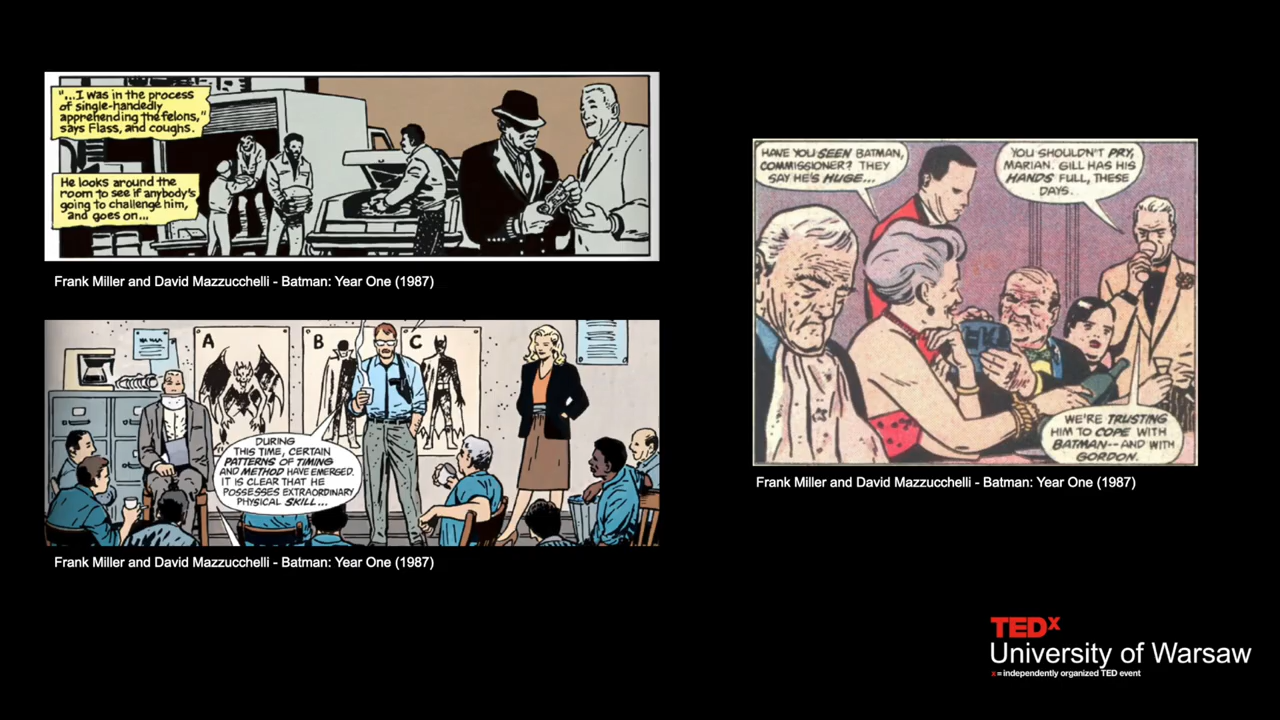 "...I was in the process
of single-handedly
apprehending the felons,"
says Flass, and coughs.
He looks around the
room to see if anybody's
going to challenge him,
and goes on...
Frank Miller and David Mazzucchelli - Batman: Year One (1987)
A
B
C
DURING
THIS TIME, CERTAIN
PATTERNS OF TIMING
AND METHOD HAVE EMERGED.
IT IS CLEAR THAT HE
POSSESSES EXTRAORDINARY
PHYSICAL SKILL...
Frank Miller and David Mazzucchelli - Batman: Year One (1987)
HAVE YOU SEEN BATMAN,
COMMISSIONER? THEY
SAY HE'S HUGE...
YOU SHOULDN'T PRY,
MARIAN. GILL HAS HIS
HANDS FULL, THESE
DAYS.
WE'RE TRUSTING
HIM TO COPE WITH
BATMAN--AND WITH
GORDON.
Frank Miller and David Mazzucchelli - Batman: Year One (1987)
TEDx
University of Warsaw
x = independently organized TED event